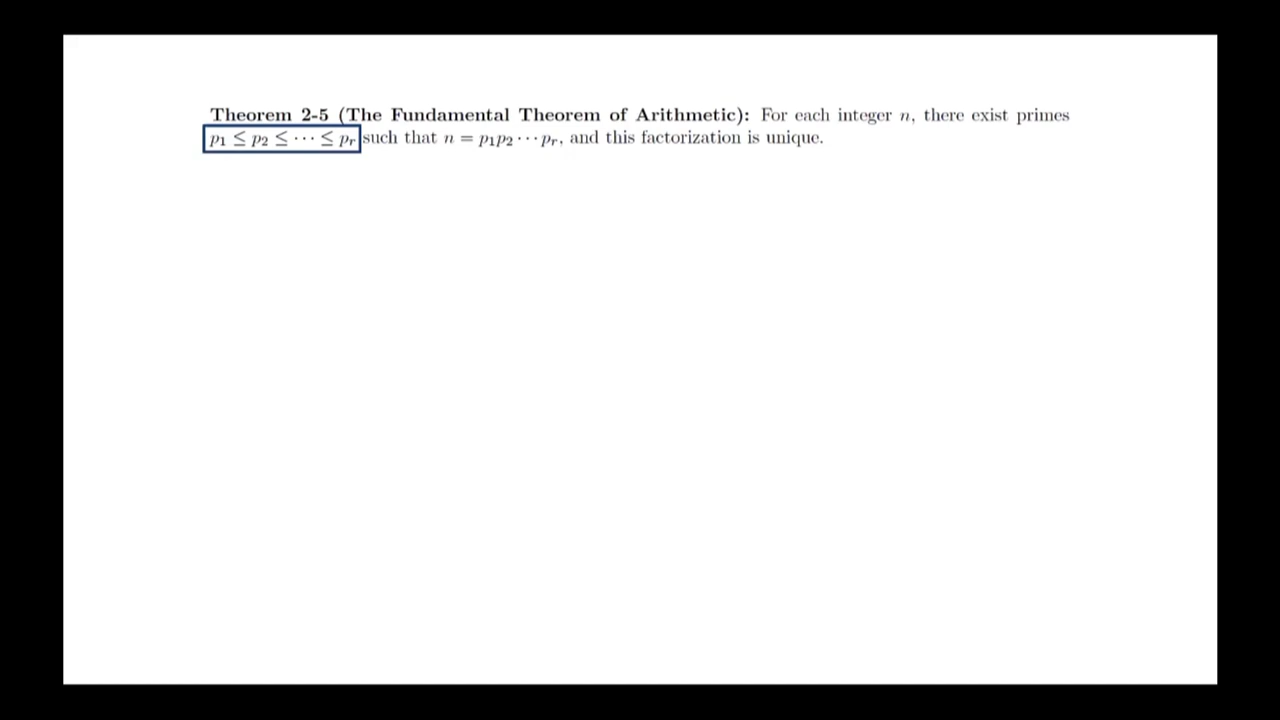 Theorem 2-5 (The Fundamental Theorem of Arithmetic): For each integer n, there exist primes
p₁ ≤ p₂ ≤ ⋯ ≤ pᵣ such that n = p₁p₂ ⋯ pᵣ, and this factorization is unique.